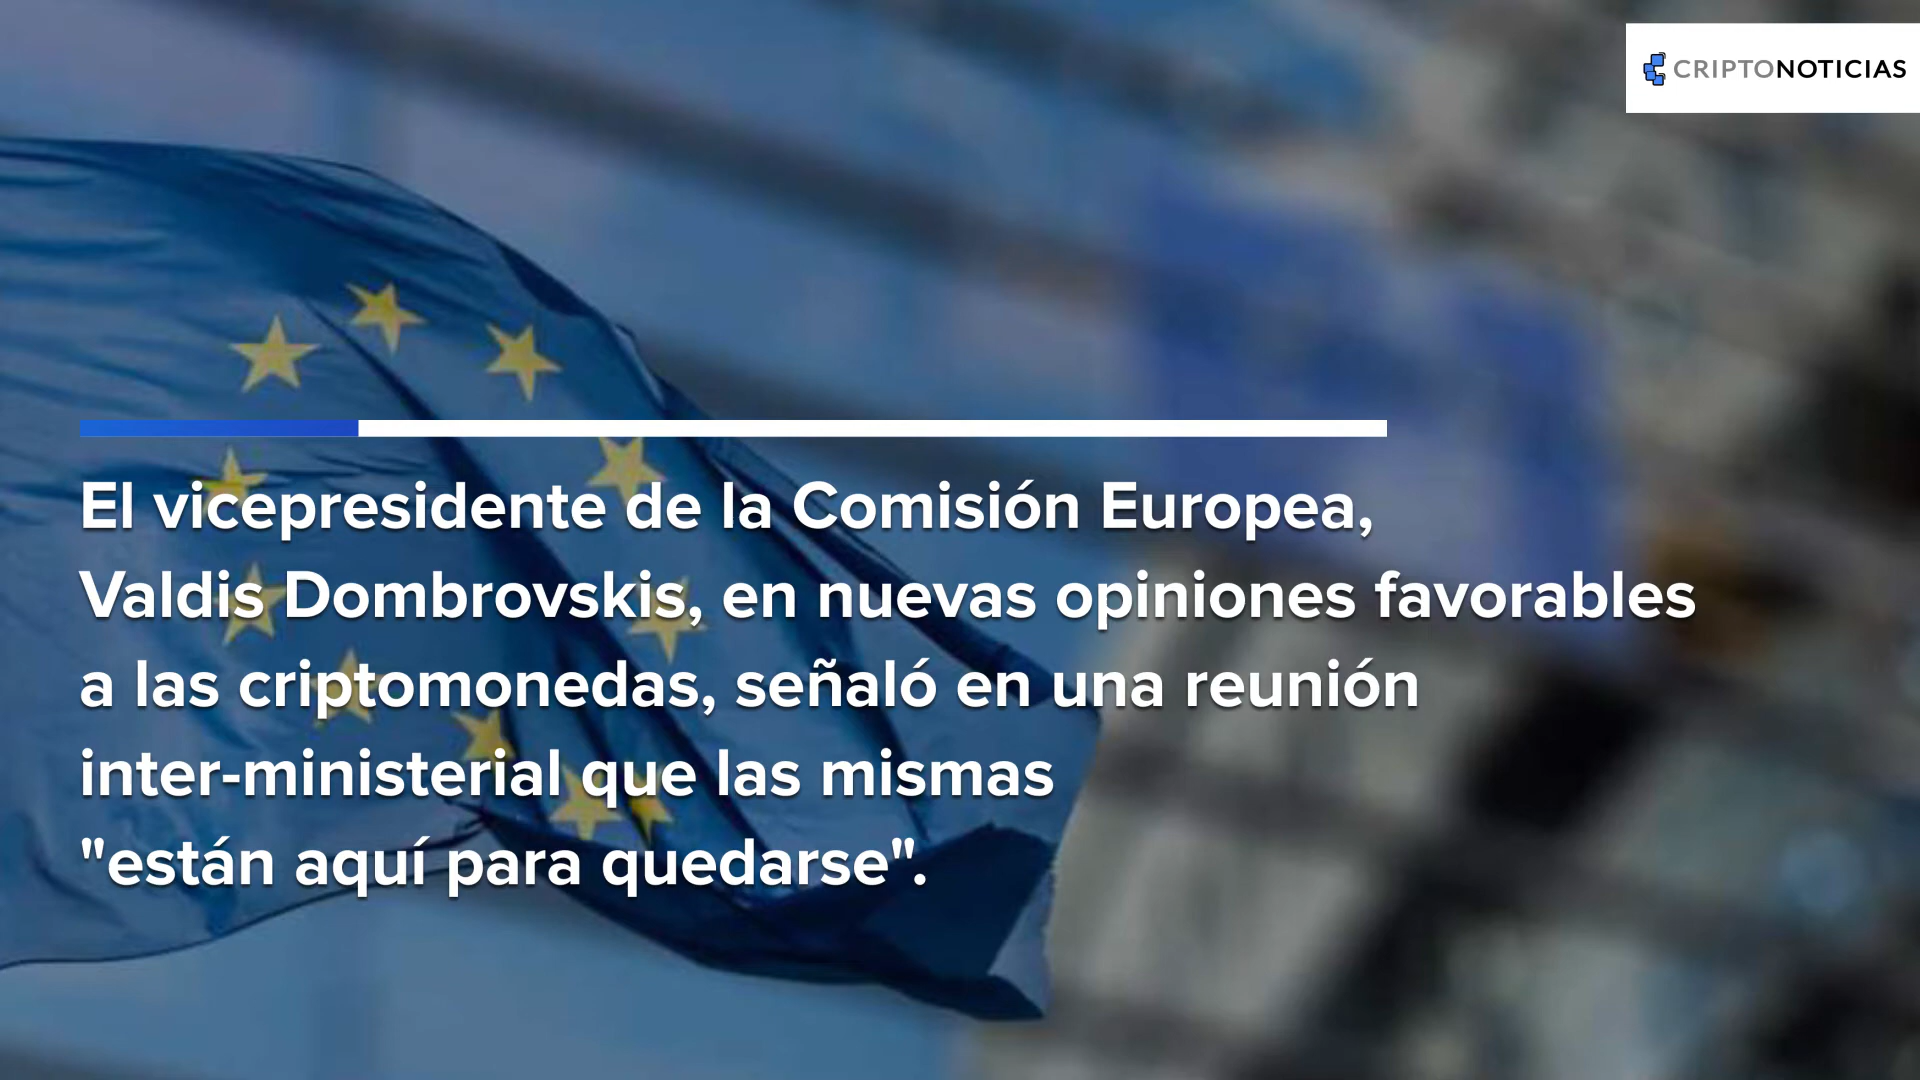 CRIPTONOTICIAS
El vicepresidente de la Comisión Europea,
Valdis Dombrovskis, en nuevas opiniones favorables
a las criptomonedas, señaló en una reunión
inter-ministerial que las mismas
"están aquí para quedarse".